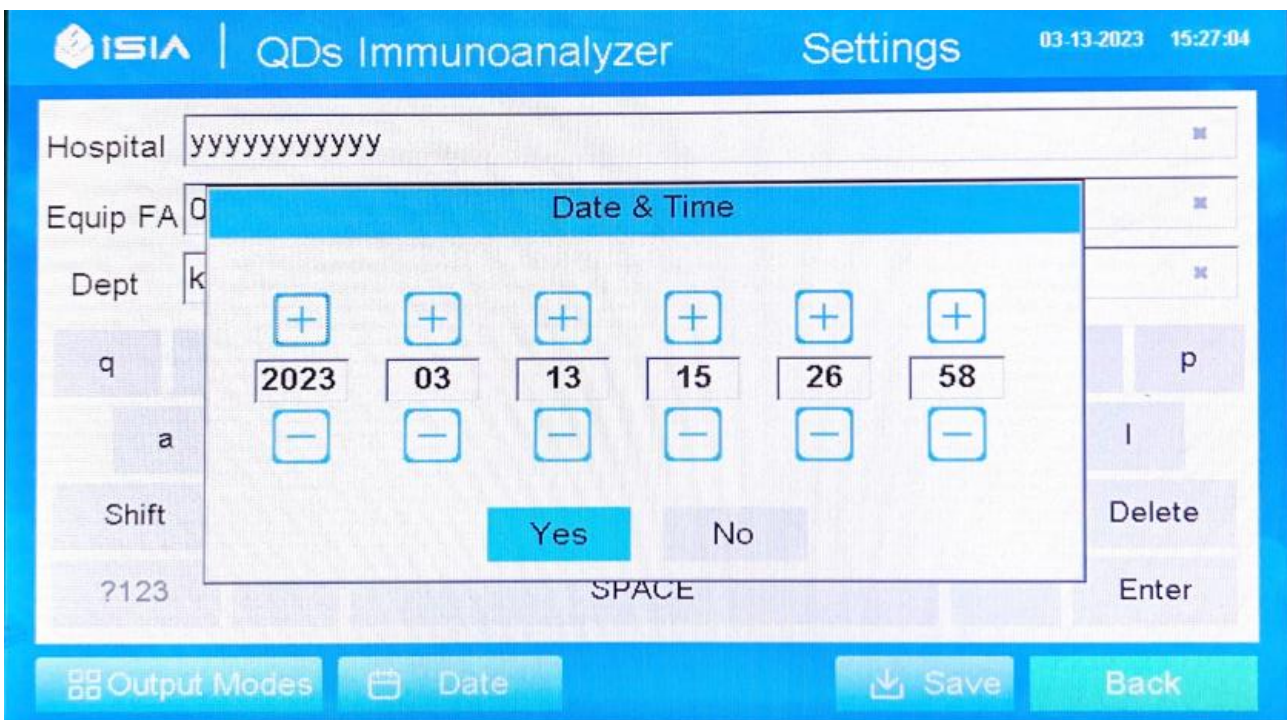 iSIA | QDs Immunoanalyzer Settings 03-13-2023 15:27:04
Hospital yyyyyyyyyyy
Equip FA 0
Date & Time
Dept k
+ + + + + +
q p
2023 03 13 15 26 58
- - - - - -
a l
Shift Delete
Yes No
?123 SPACE Enter
Output Modes Date Save Back